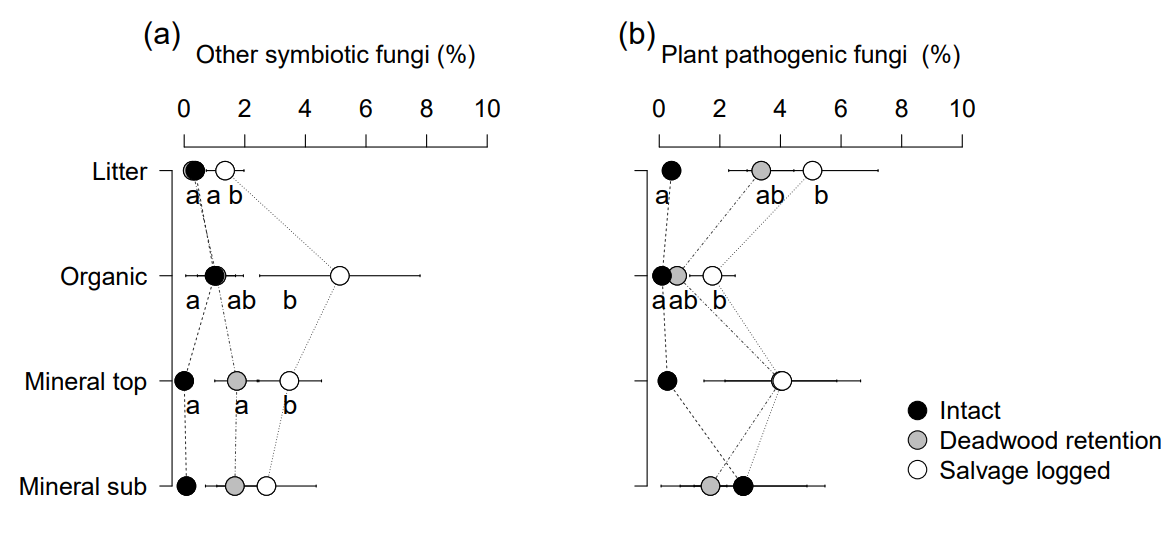 (a)
Other symbiotic fungi (%)
0 2 4 6 8 10
Litter
a a b
Organic
a ab b
Mineral top
a a b
Mineral sub
(b)
Plant pathogenic fungi (%)
0 2 4 6 8 10
a ab b
a ab b
Intact
Deadwood retention
Salvage logged